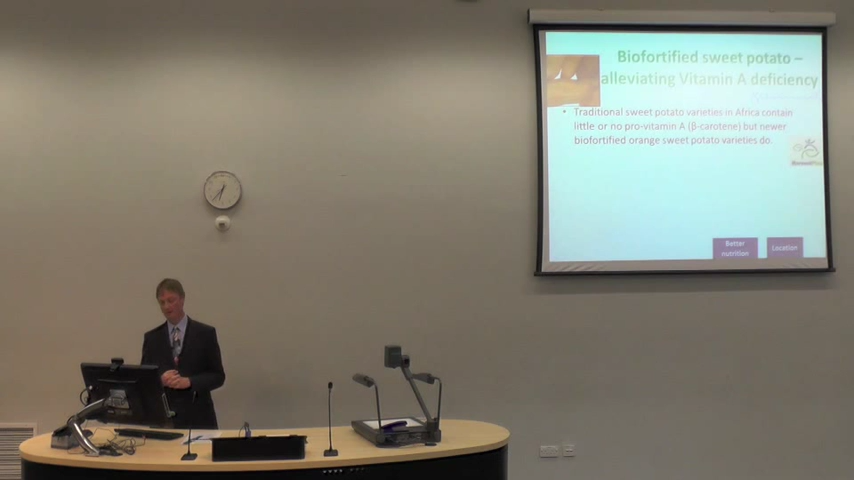 Biofortified sweet potato –
alleviating Vitamin A deficiency
• Traditional sweet potato varieties in Africa contain
little or no pro-vitamin A (β-carotene) but newer
biofortified orange sweet potato varieties do.
Better
nutrition
Location